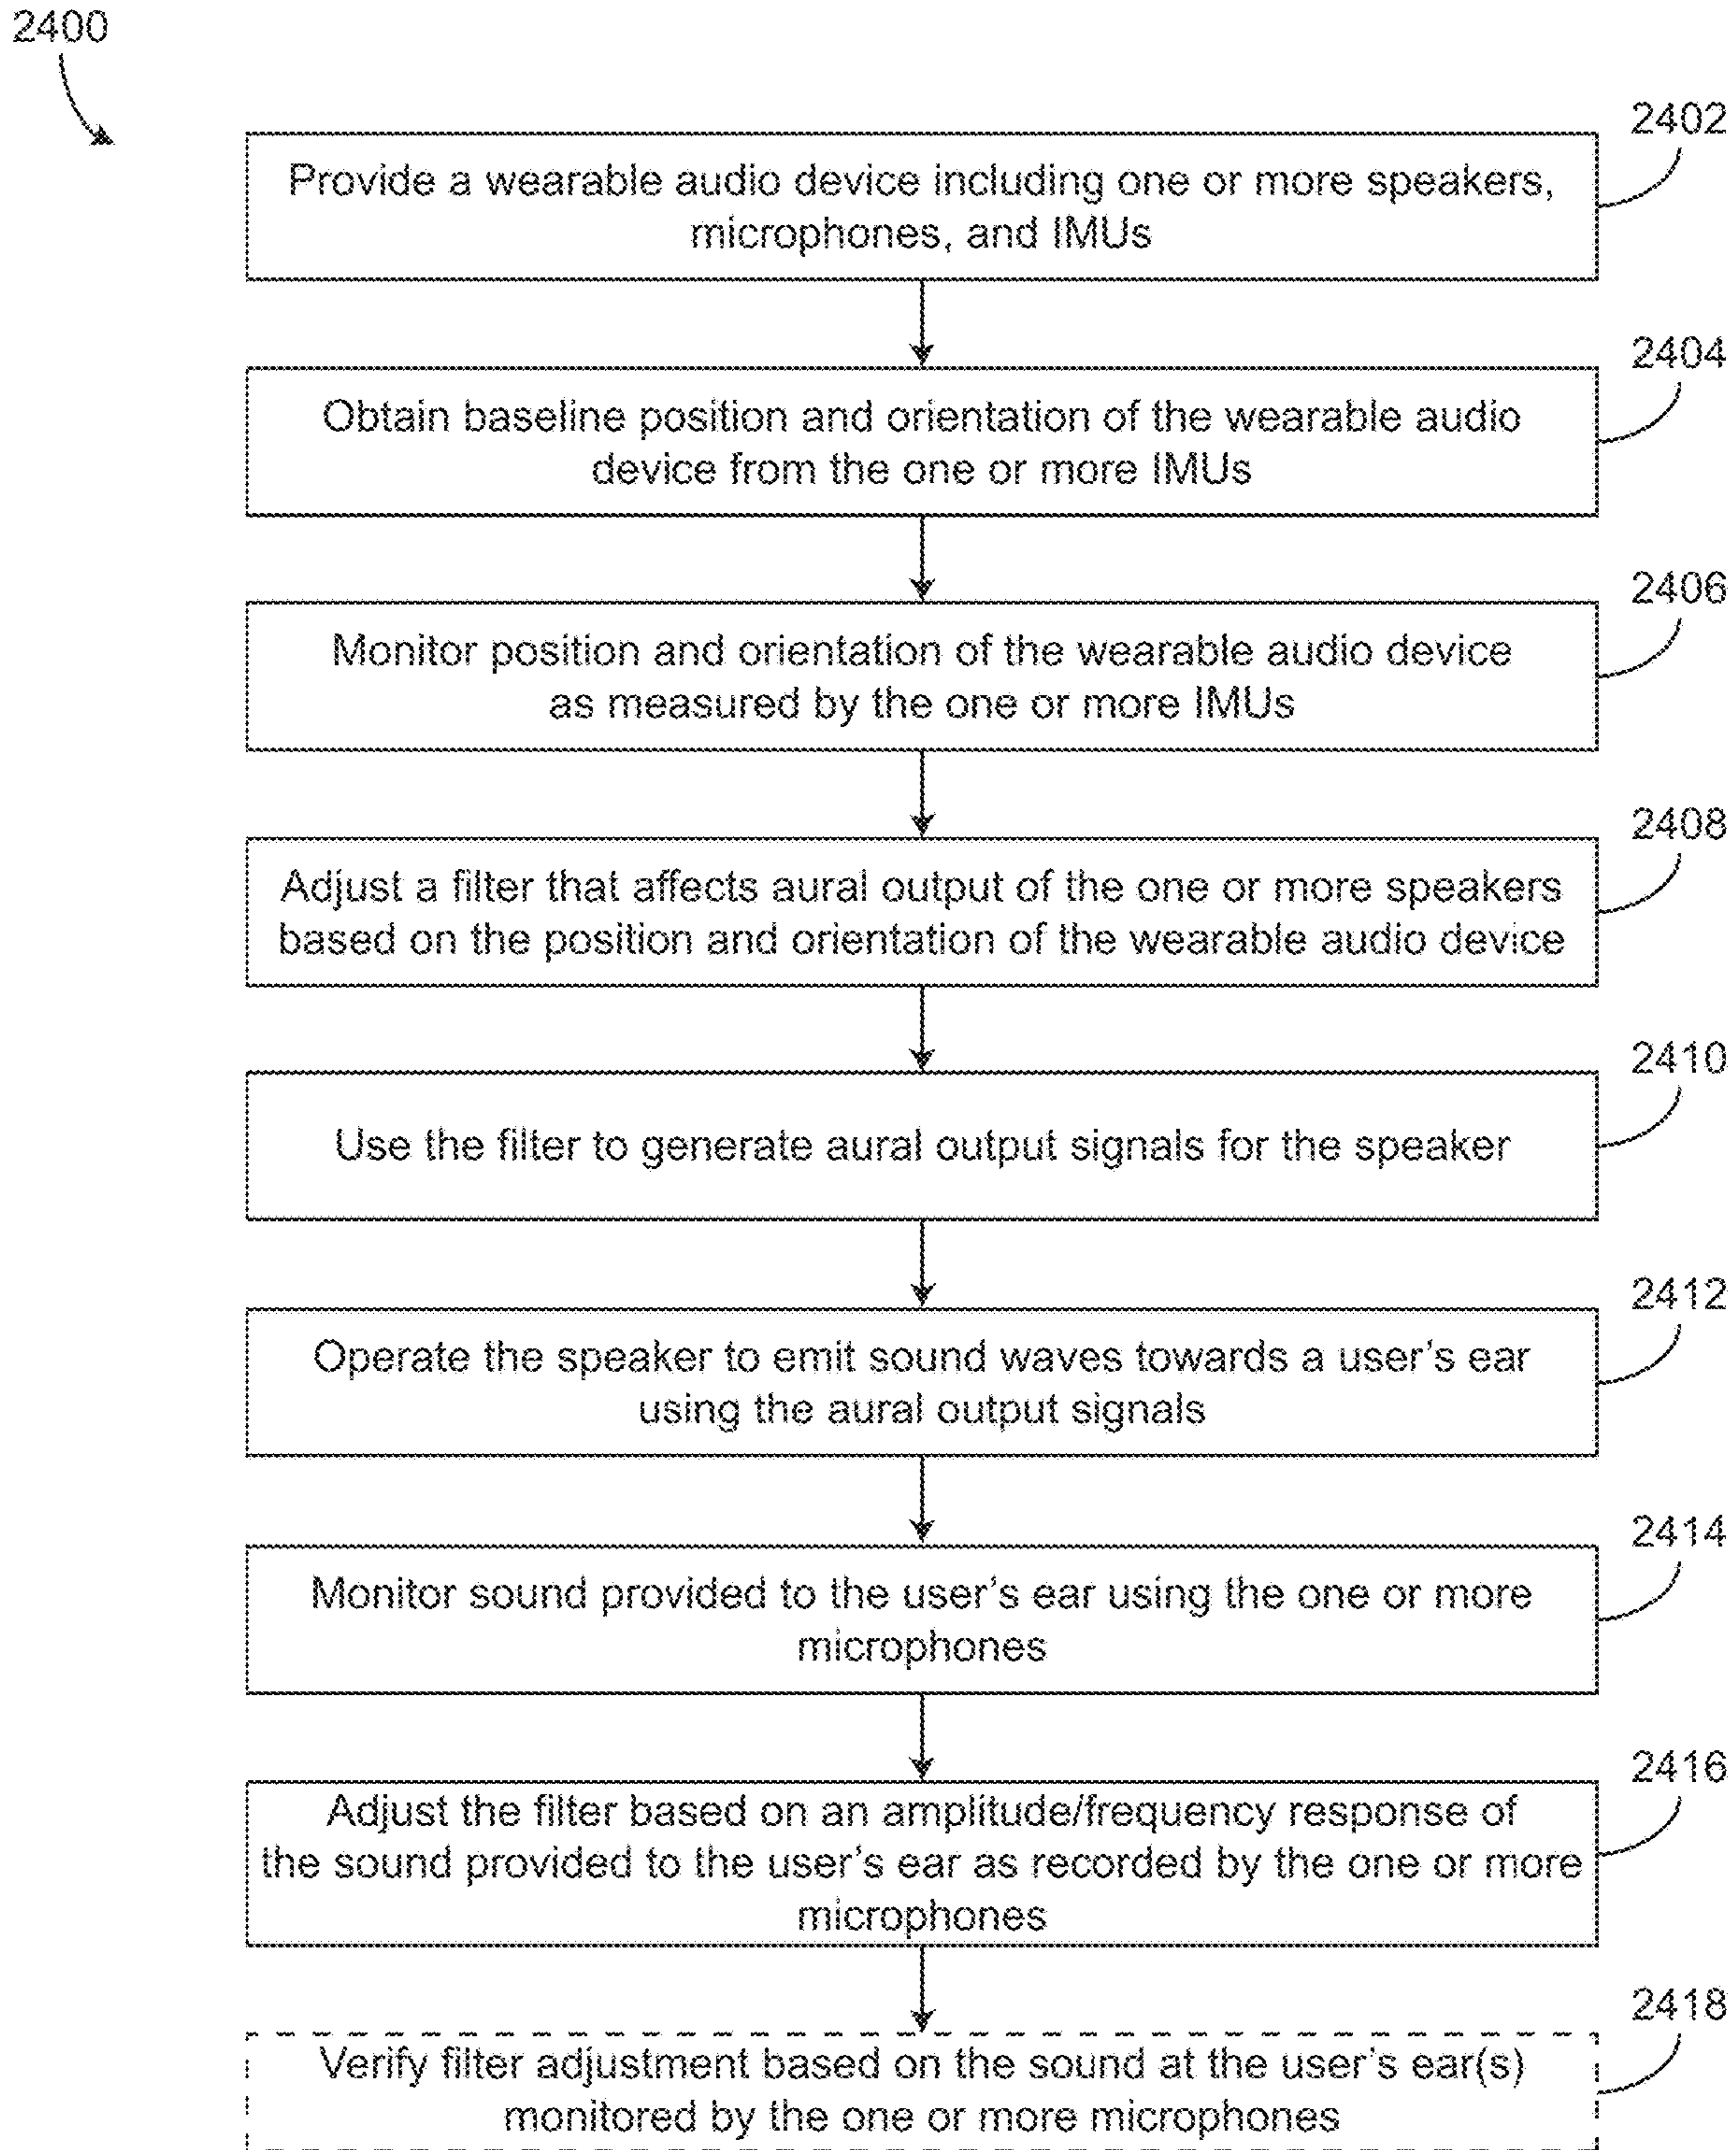 2400
2402
Provide a wearable audio device including one or more speakers,
microphones, and IMUs
2404
Obtain baseline position and orientation of the wearable audio
device from the one or more IMUs
2406
Monitor position and orientation of the wearable audio device
as measured by the one or more IMUs
2408
Adjust a filter that affects aural output of the one or more speakers
based on the position and orientation of the wearable audio device
2410
Use the filter to generate aural output signals for the speaker
2412
Operate the speaker to emit sound waves towards a user's ear
using the aural output signals
2414
Monitor sound provided to the user's ear using the one or more
microphones
2416
Adjust the filter based on an amplitude/frequency response of
the sound provided to the user's ear as recorded by the one or more
microphones
2418
Verify filter adjustment based on the sound at the user's ear(s)
monitored by the one or more microphones